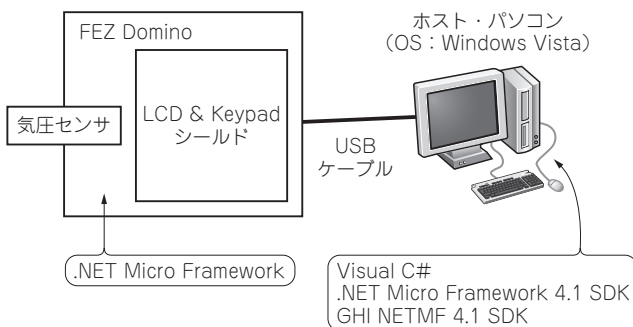 FEZ Domino
LCD & Keypad
シールド
気圧センサ
.NET Micro Framework
USB
ケーブル
ホスト・パソコン
（OS：Windows Vista）
Visual C#
.NET Micro Framework 4.1 SDK
GHI NETMF 4.1 SDK